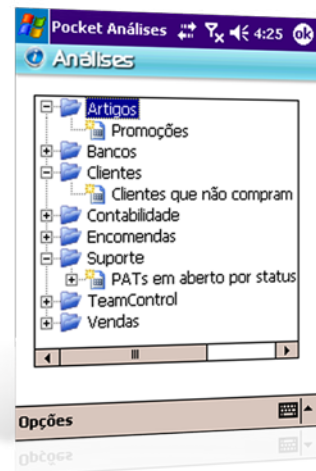 Pocket Análises 4:25 ok
Análises
Artigos
Promoções
Bancos
Clientes
Clientes que não compram
Contabilidade
Encomendas
Suporte
PATs em aberto por status
TeamControl
Vendas
Opções